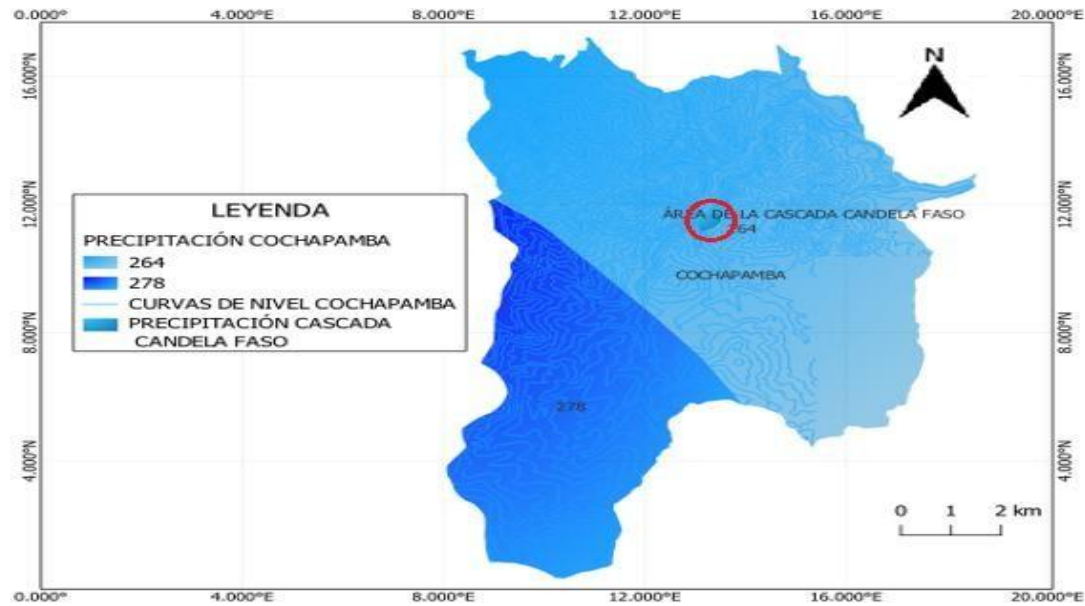 0.000° 4.000°E 8.000°E 12.000°E 16.000°E 20.000°E
16.000°N
12.000°N
8.000°N
4.000°N
N
16.000°N
12.000°N
8.000°N
4.000°N
LEYENDA
PRECIPITACIÓN COCHAPAMBA
264
278
CURVAS DE NIVEL COCHAPAMBA
PRECIPITACIÓN CASCADA
CANDELA FASO
ÁREA DE LA CASCADA CANDELA FASO
64
COCHAPAMBA
278
0 1 2 km
0.000° 4.000°E 8.000°E 12.000°E 16.000°E 20.000°E